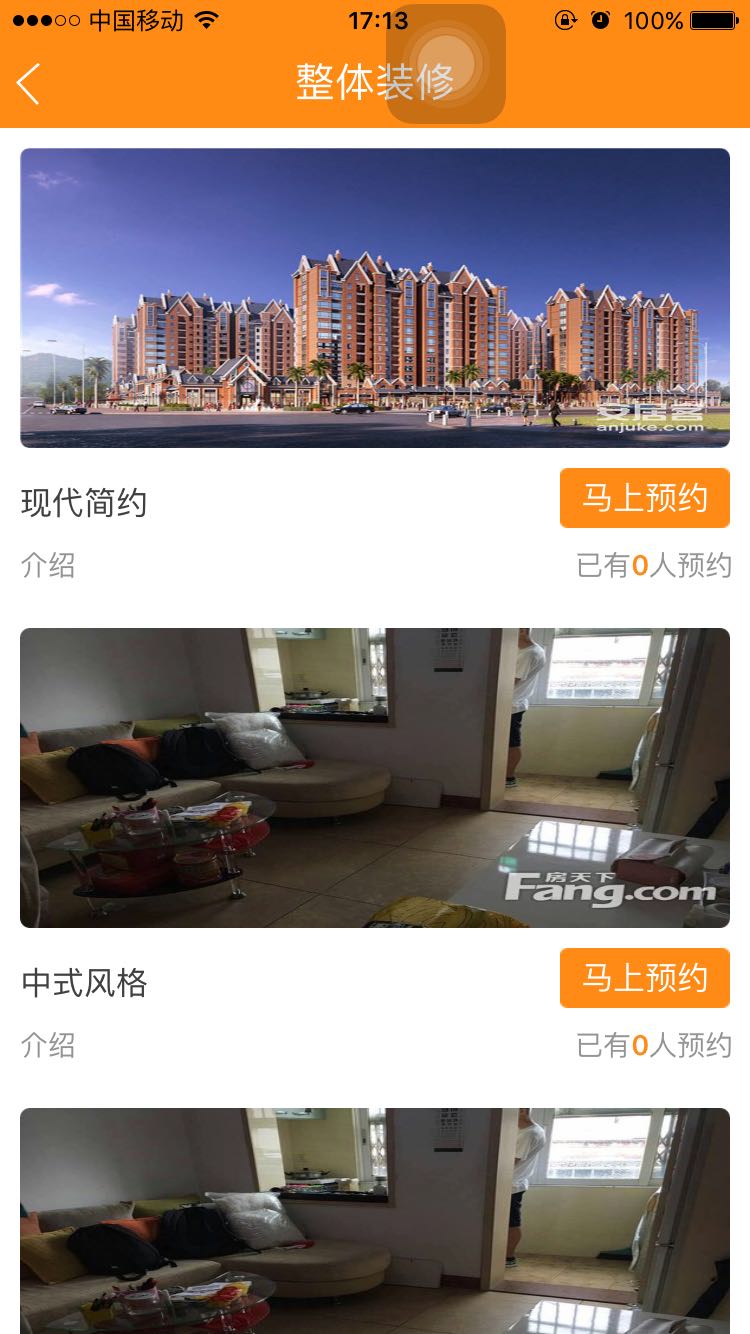 中国移动 17:13 100%
整体装修
安居客
anjuke.com
现代简约 马上预约
介绍 已有0人预约
房天下
Fang.com
中式风格 马上预约
介绍 已有0人预约